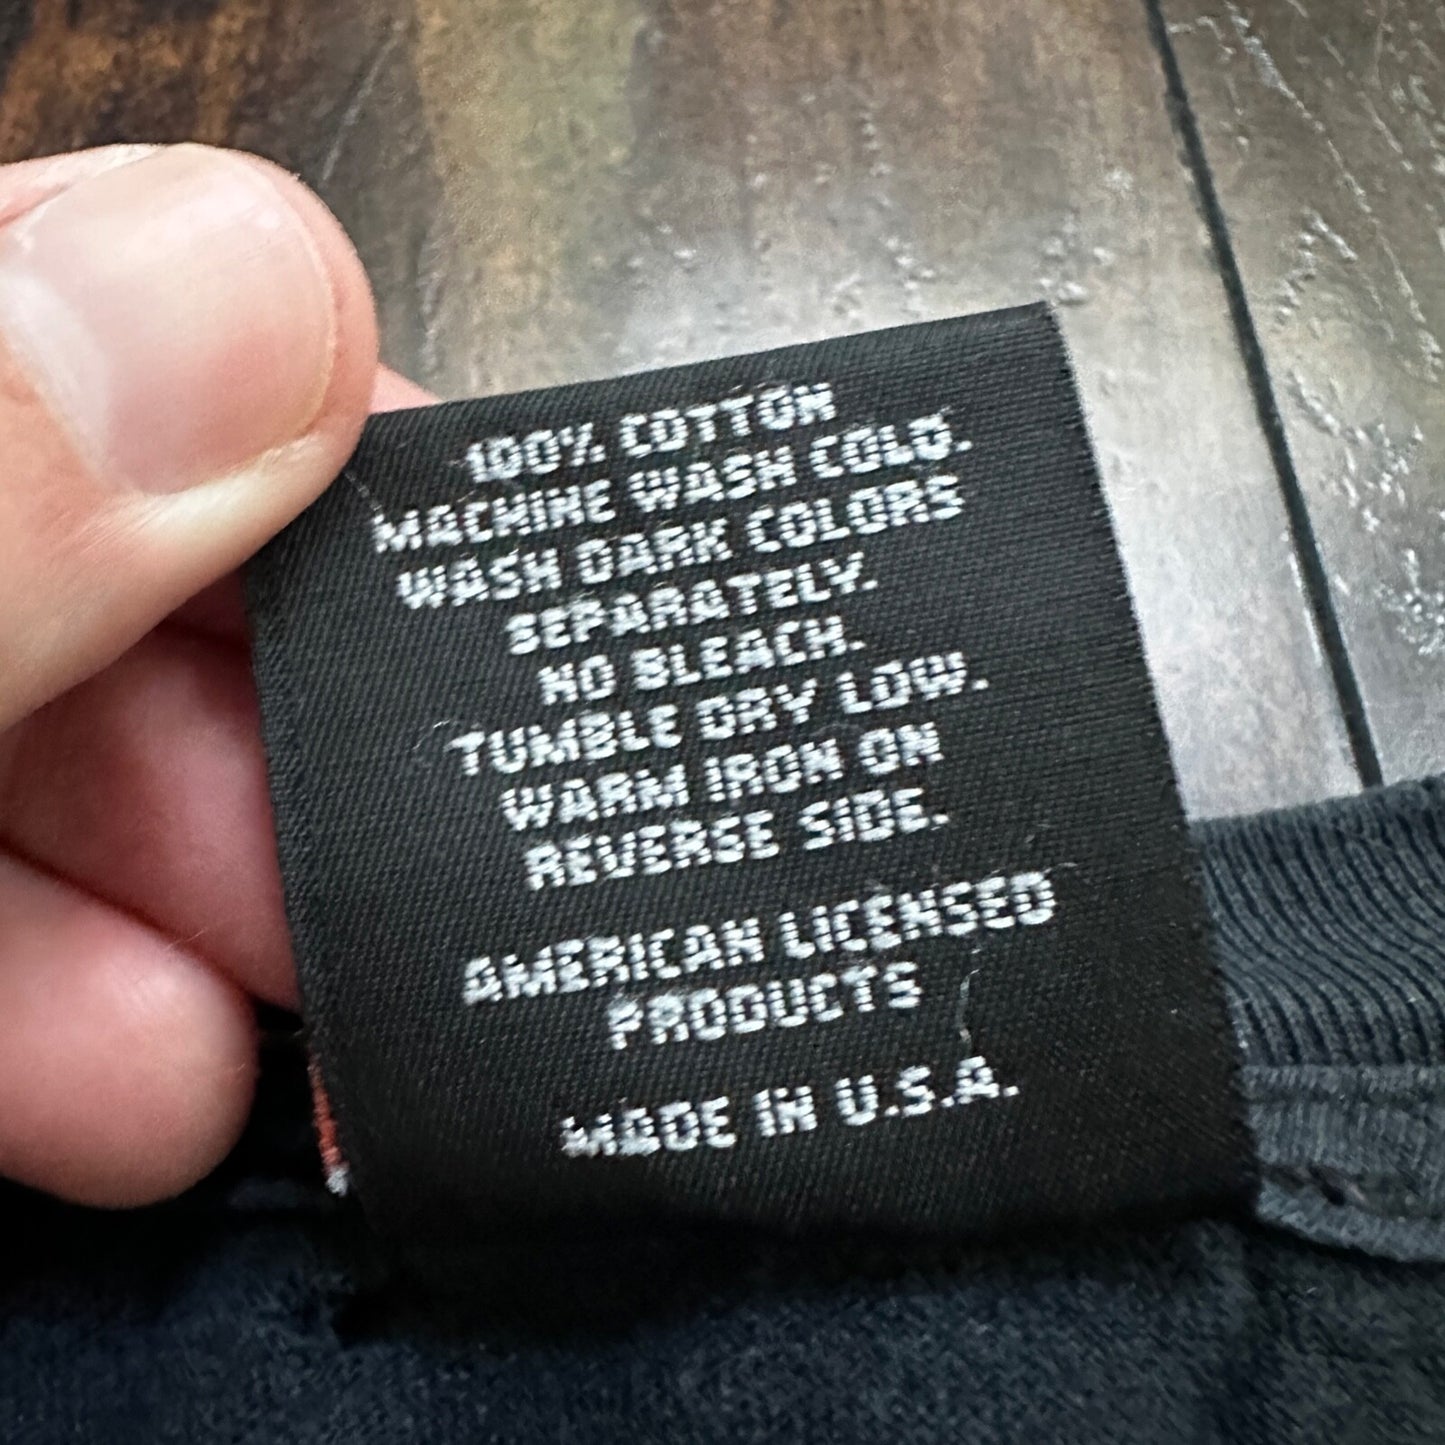 100% COTTON
MACHINE WASH COLD.
WASH DARK COLORS
SEPARATELY.
NO BLEACH.
TUMBLE DRY LOW.
WARM IRON ON
REVERSE SIDE.
AMERICAN LICENSED
PRODUCTS
MADE IN U.S.A.